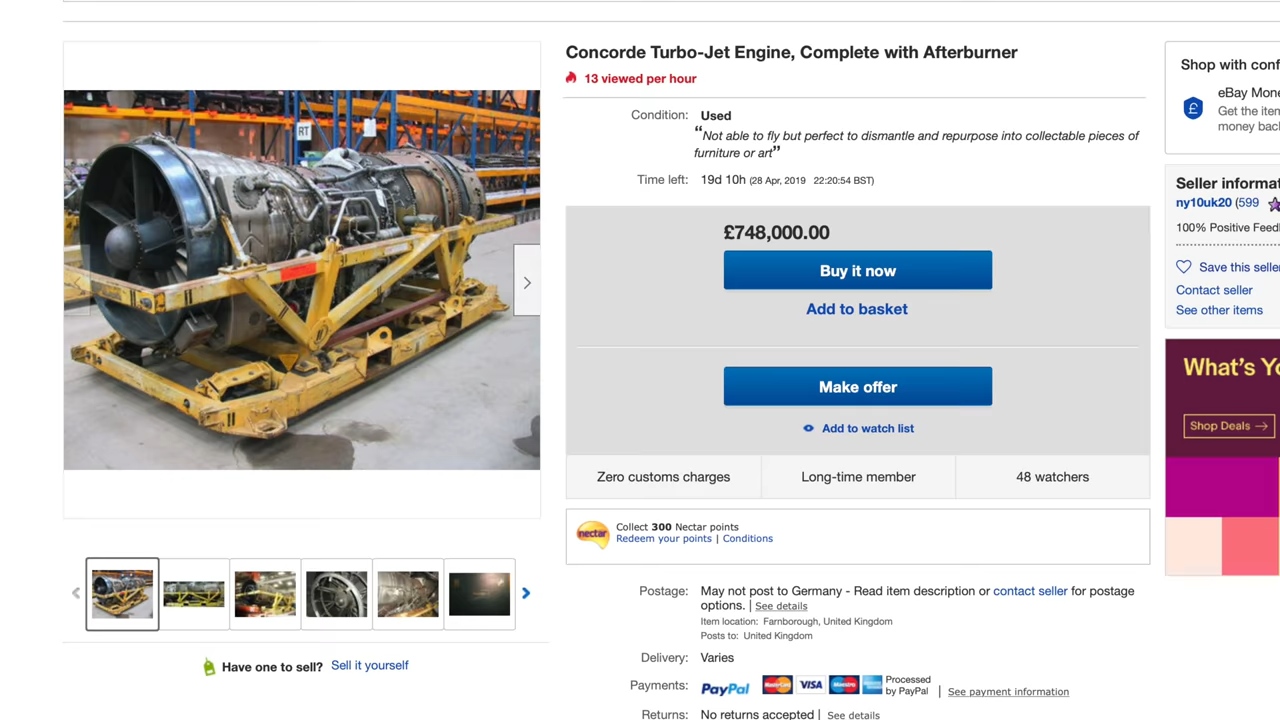 Concorde Turbo-Jet Engine, Complete with Afterburner
13 viewed per hour
Condition: Used
“Not able to fly but perfect to dismantle and repurpose into collectable pieces of
furniture or art”
Time left: 19d 10h (28 Apr, 2019 22:20:54 BST)
£748,000.00
Buy it now
Add to basket
Make offer
Add to watch list
Zero customs charges
Long-time member
48 watchers
nectar
Collect 300 Nectar points
Redeem your points | Conditions
Postage: May not post to Germany - Read item description or contact seller for postage
options. | See details
Item location: Farnborough, United Kingdom
Posts to: United Kingdom
Delivery: Varies
Payments: PayPal MasterCard VISA Maestro Processed
by PayPal | See payment information
Returns: No returns accepted | See details
RT
Have one to sell? Sell it yourself
Shop with conf
eBay Mone
Get the iten
money bac
£
Seller informat
ny10uk20 (599
100% Positive Feed
Save this selle
Contact seller
See other items
What's Yo
Shop Deals →